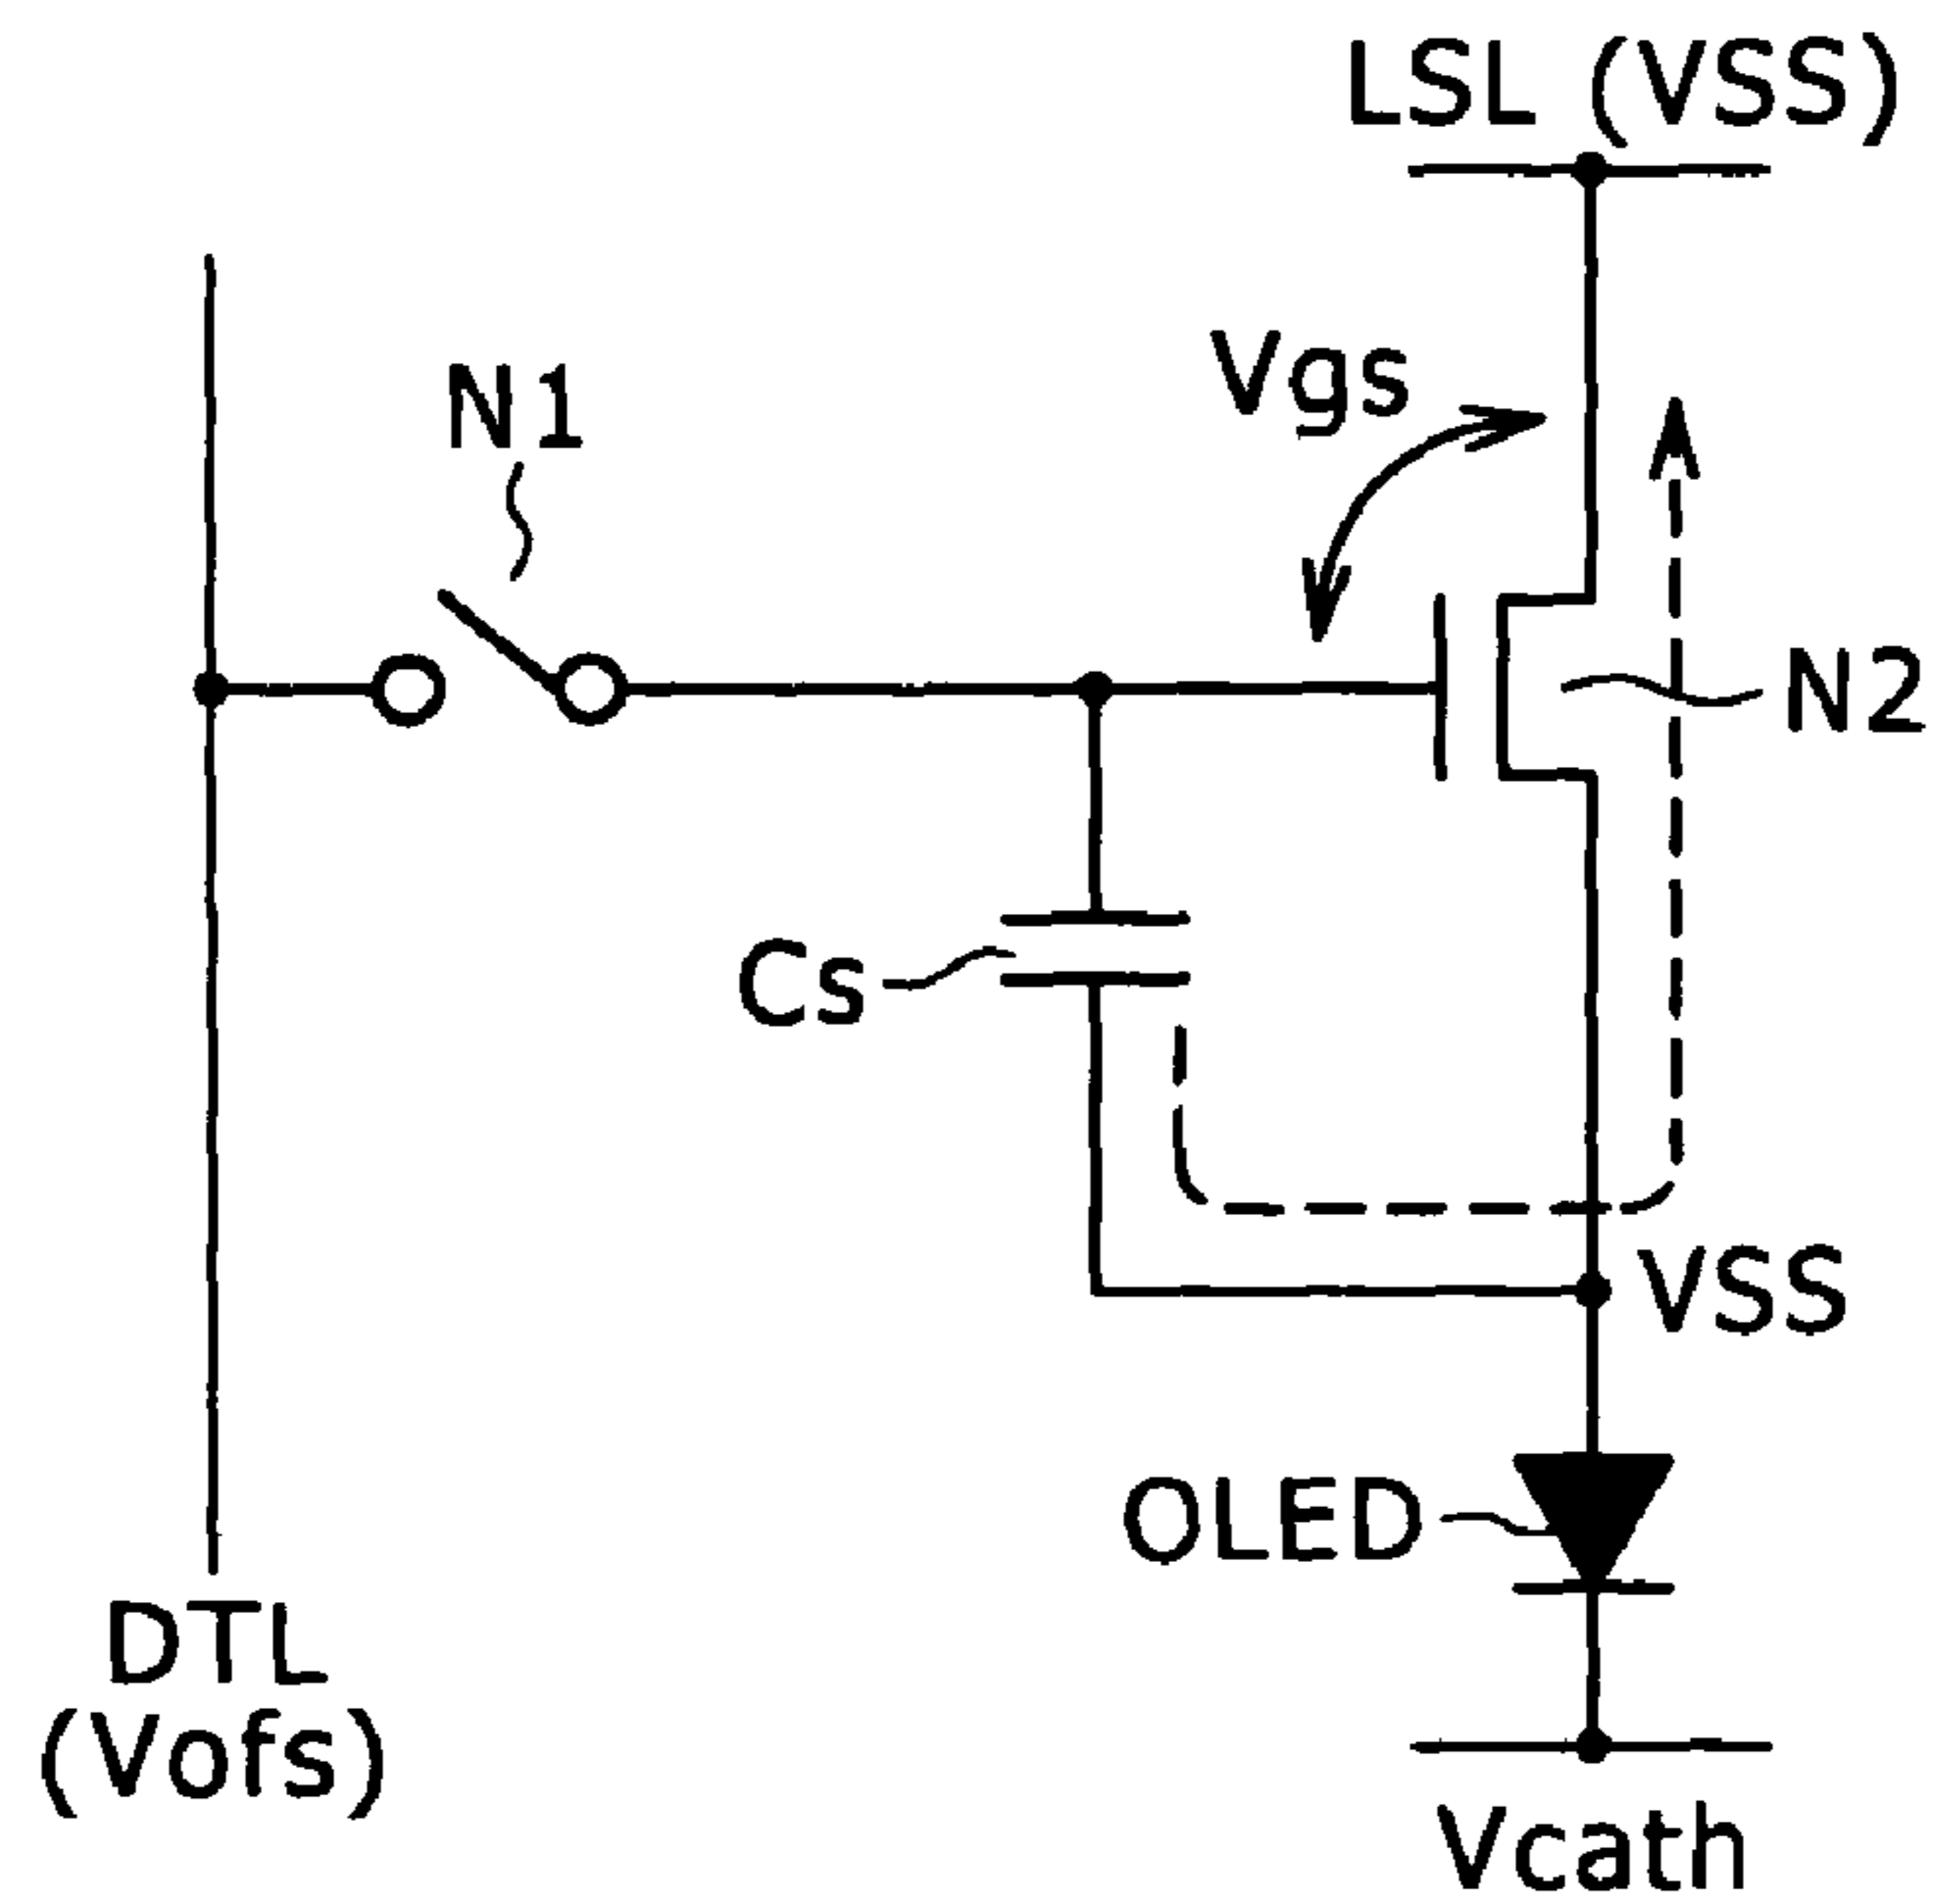 LSL (VSS)
Vgs
N1
N2
Cs
VSS
OLED
DTL
(Vofs)
Vcath